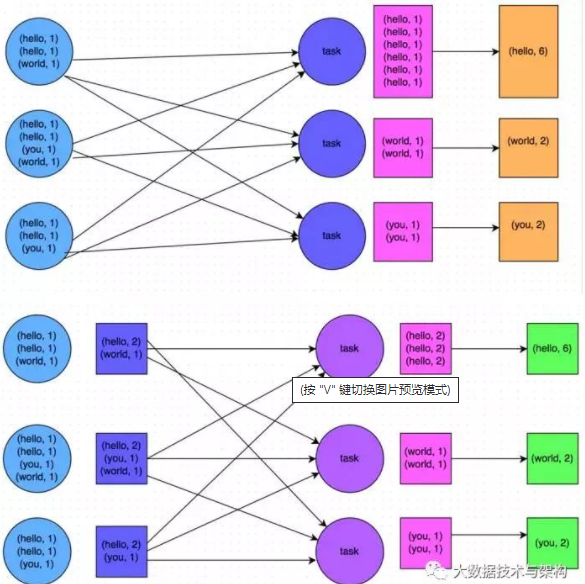 (hello, 1)
(hello, 1)
(world, 1)
task
(hello, 1)
(hello, 1)
(hello, 1)
(hello, 1)
(hello, 1)
(hello, 1)
(hello, 6)
(hello, 1)
(hello, 1)
(you, 1)
(world, 1)
task
(world, 1)
(world, 1)
(world, 2)
(hello, 1)
(hello, 1)
(you, 1)
task
(you, 1)
(you, 1)
(you, 2)
(hello, 1)
(hello, 1)
(world, 1)
(hello, 2)
(world, 1)
task
(hello, 2)
(hello, 2)
(hello, 2)
(hello, 6)
(按 "V" 键切换图片预览模式)
(hello, 1)
(hello, 1)
(you, 1)
(world, 1)
(hello, 2)
(you, 1)
(world, 1)
task
(world, 1)
(world, 1)
(world, 2)
(hello, 1)
(hello, 1)
(you, 1)
(hello, 2)
(you, 1)
task
(you, 1)
(you, 1)
(you, 2)
大数据技术与架构